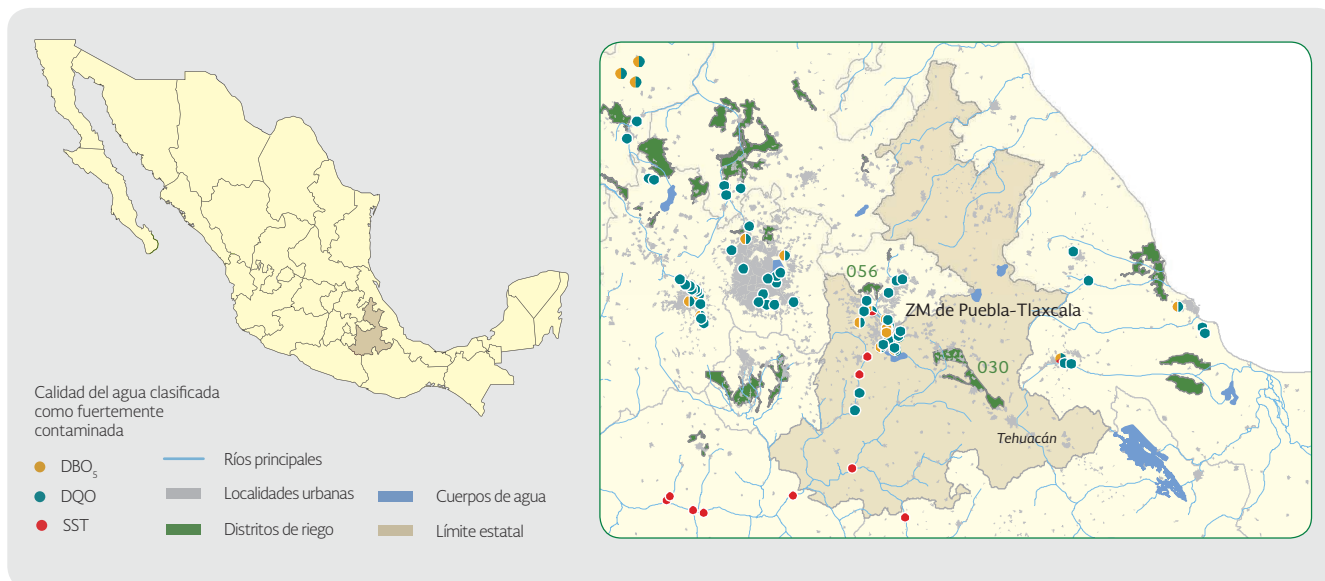 Calidad del agua clasificada
como fuertemente
contaminada
DBO5
DQO
SST
Ríos principales
Localidades urbanas
Distritos de riego
Cuerpos de agua
Límite estatal
056
ZM de Puebla-Tlaxcala
030
Tehuacán